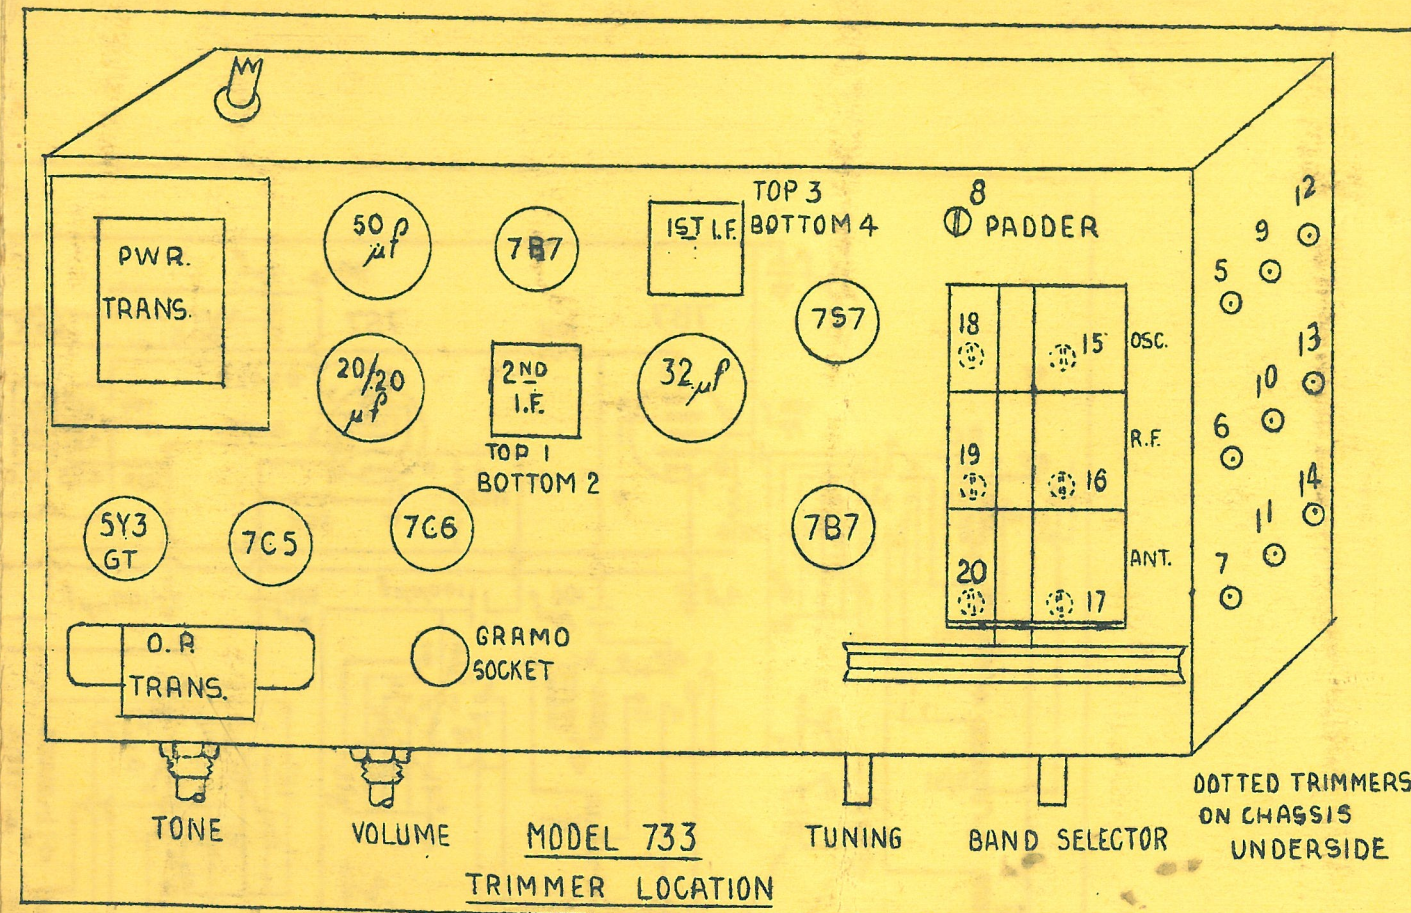 TOP 3
BOTTOM 4
8
PADDER
12
9
5
PWR.
TRANS.
50
µf
7B7
1ST I.F.
7S7
18
15
OSC.
13
10
6
20/20
µf
2ND
I.F.
32 µf
TOP 1
BOTTOM 2
19
16
R.F.
14
11
7
5Y3
GT
7C5
7C6
7B7
20
17
ANT.
O.P.
TRANS.
GRAMO
SOCKET
TONE
VOLUME
TUNING
BAND SELECTOR
DOTTED TRIMMERS
ON CHASSIS
UNDERSIDE
MODEL 733
TRIMMER LOCATION